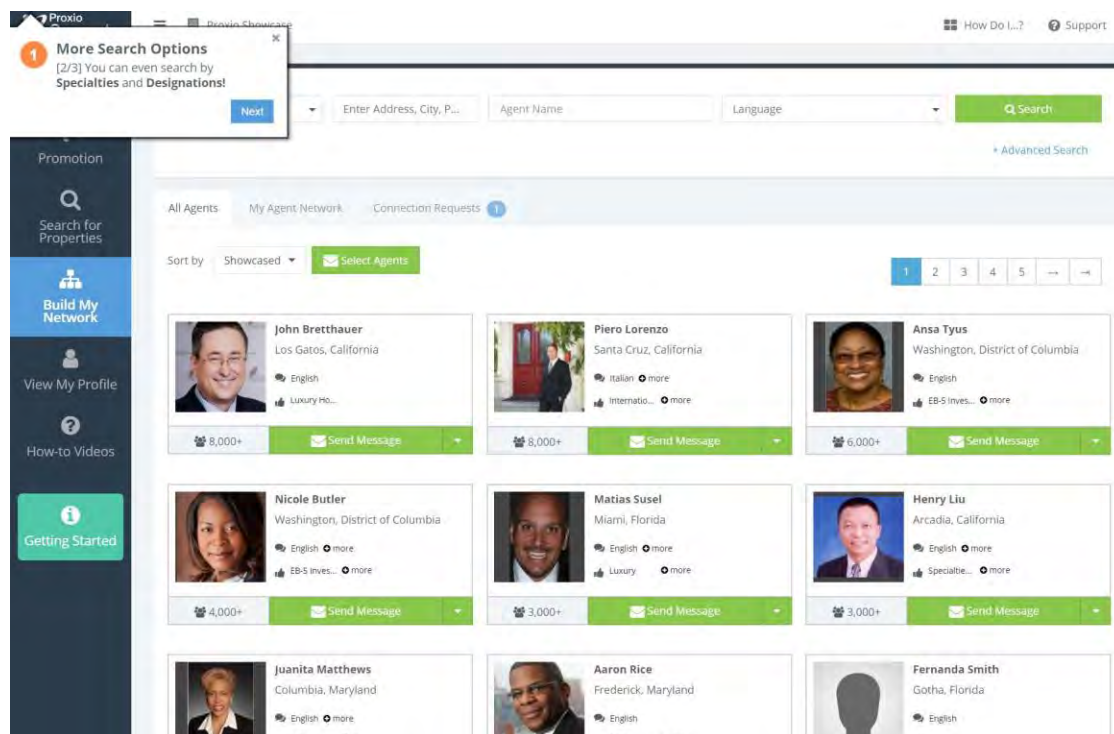 Proxio
Proxio Showcase
How Do I...?
Support
1
More Search Options
[2/3] You can even search by
Specialties and Designations!
Next
Enter Address, City, P...
Agent Name
Language
Search
+ Advanced Search
Promotion
Search for
Properties
Build My
Network
View My Profile
How-to Videos
Getting Started
All Agents
My Agent Network
Connection Requests 1
Sort by
Showcased
Select Agents
1 2 3 4 5
John Bretthauer
Los Gatos, California
English
Luxury Ho...
8,000+
Send Message
Piero Lorenzo
Santa Cruz, California
Italian more
Internatio... more
8,000+
Send Message
Ansa Tyus
Washington, District of Columbia
English
EB-5 Inves... more
6,000+
Send Message
Nicole Butler
Washington, District of Columbia
English more
EB-5 Inves... more
4,000+
Send Message
Matias Susel
Miami, Florida
English more
Luxury more
3,000+
Send Message
Henry Liu
Arcadia, California
English more
Specialtie... more
3,000+
Send Message
Juanita Matthews
Columbia, Maryland
English more
Aaron Rice
Frederick, Maryland
English
Fernanda Smith
Gotha, Florida
English